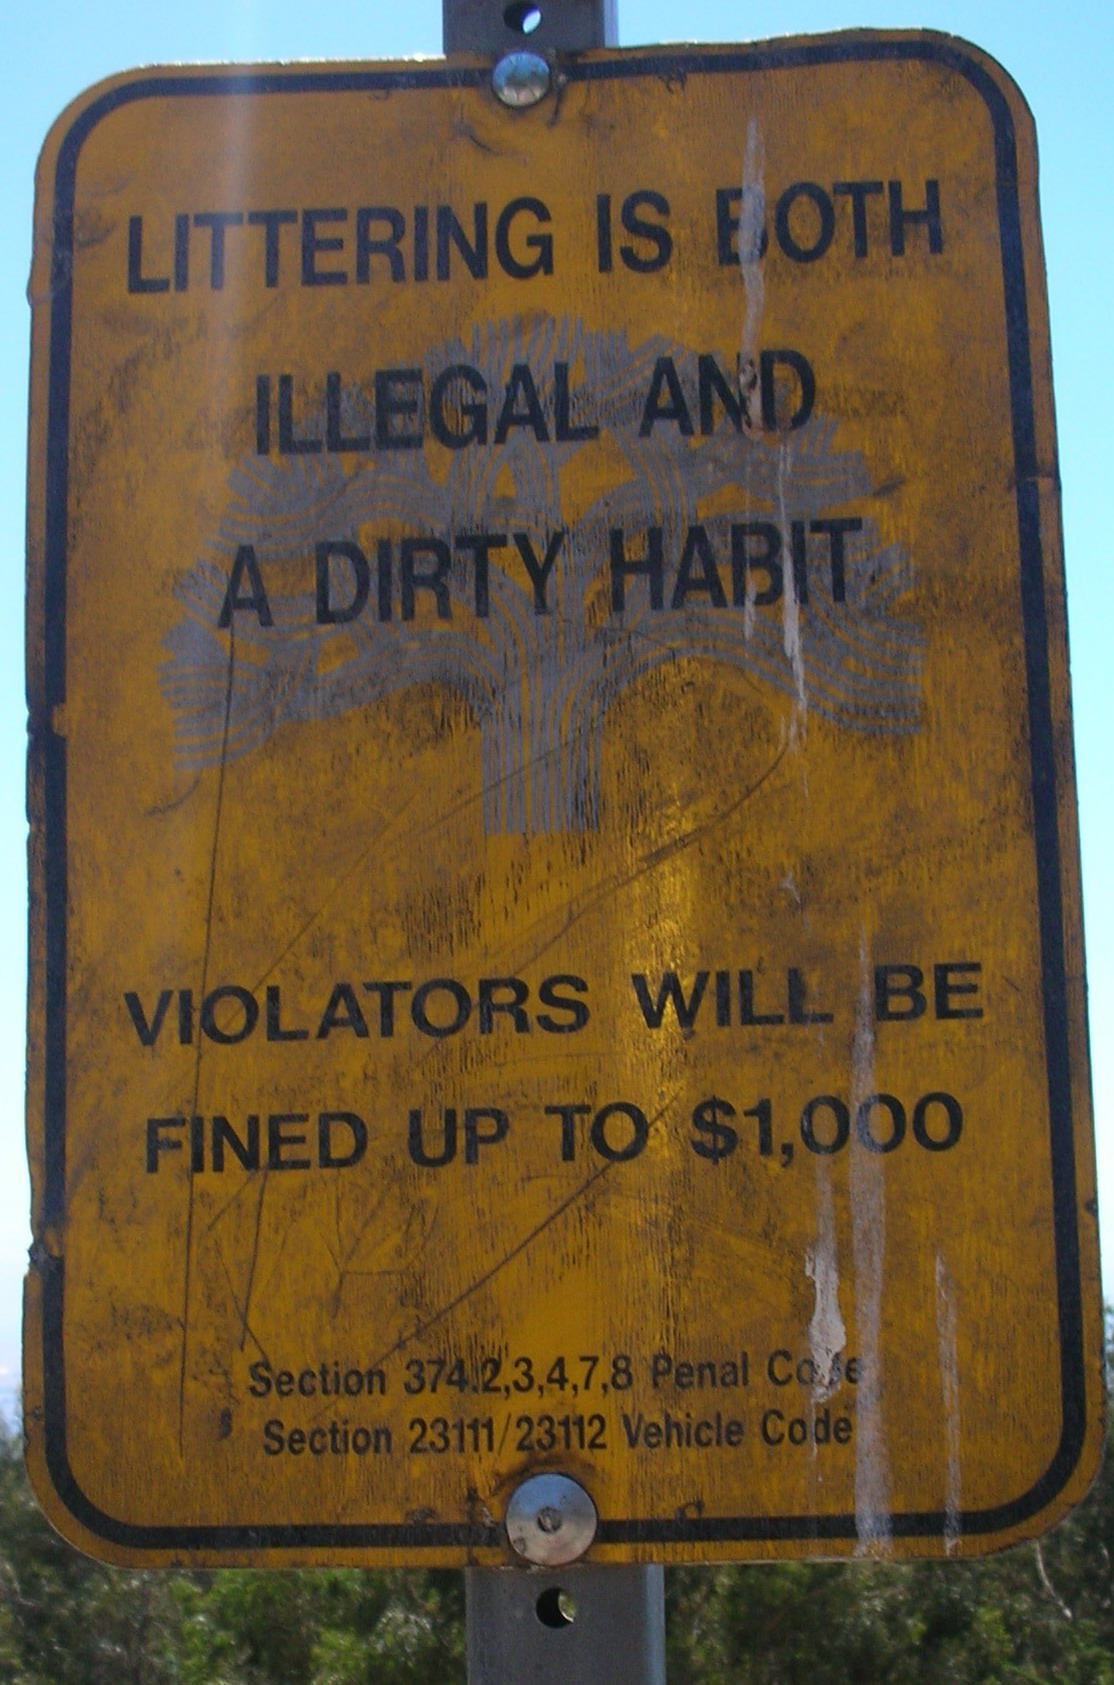 LITTERING IS BOTH
ILLEGAL AND
A DIRTY HABIT.
VIOLATORS WILL BE
FINED UP TO $1,000
Section 374.2,3,4,7,8 Penal Code
Section 23111/23112 Vehicle Code